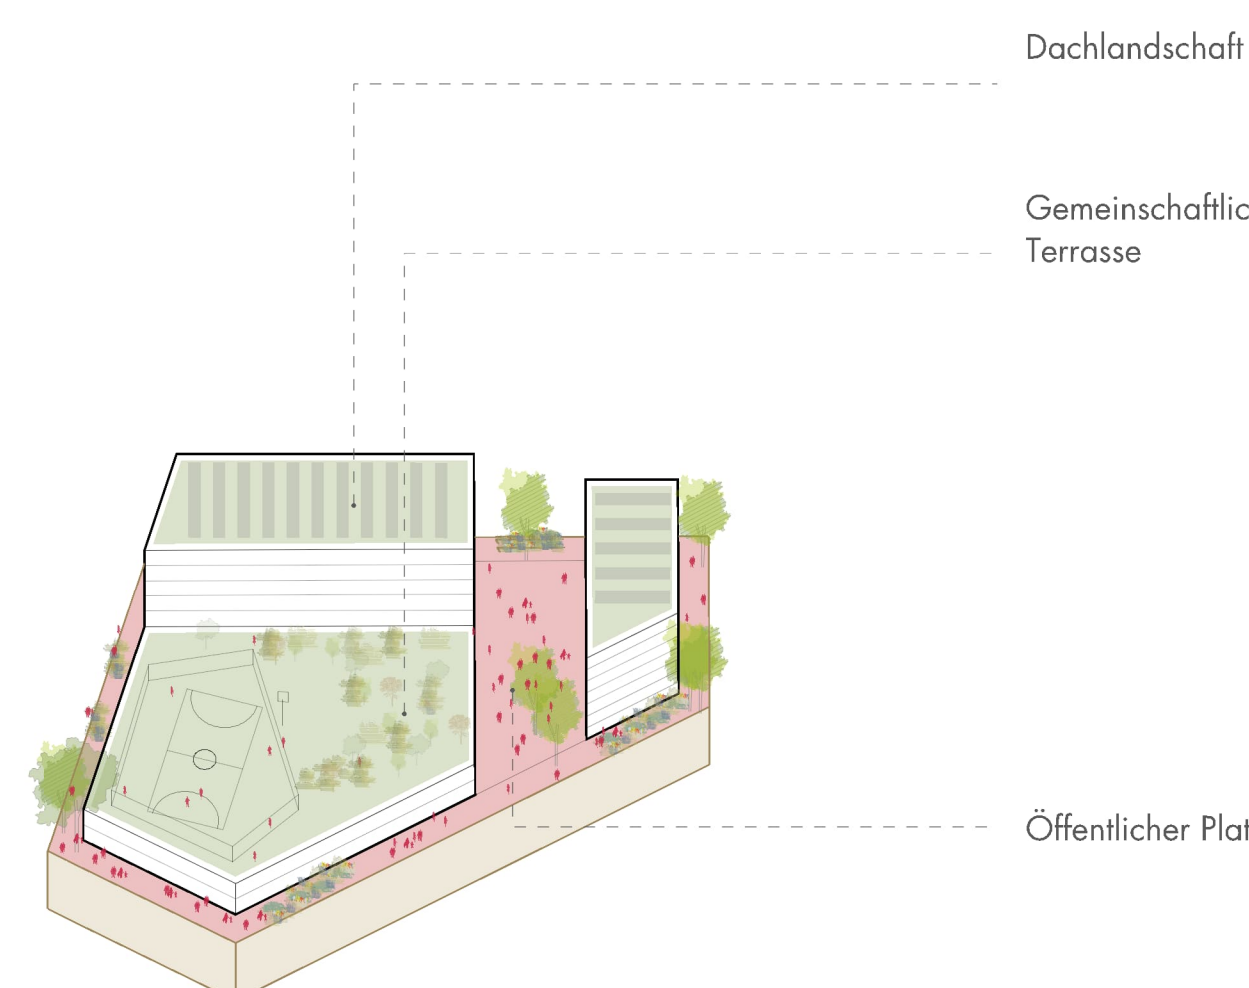 Dachlandschaft
Gemeinschaftlic
Terrasse
Öffentlicher Plat